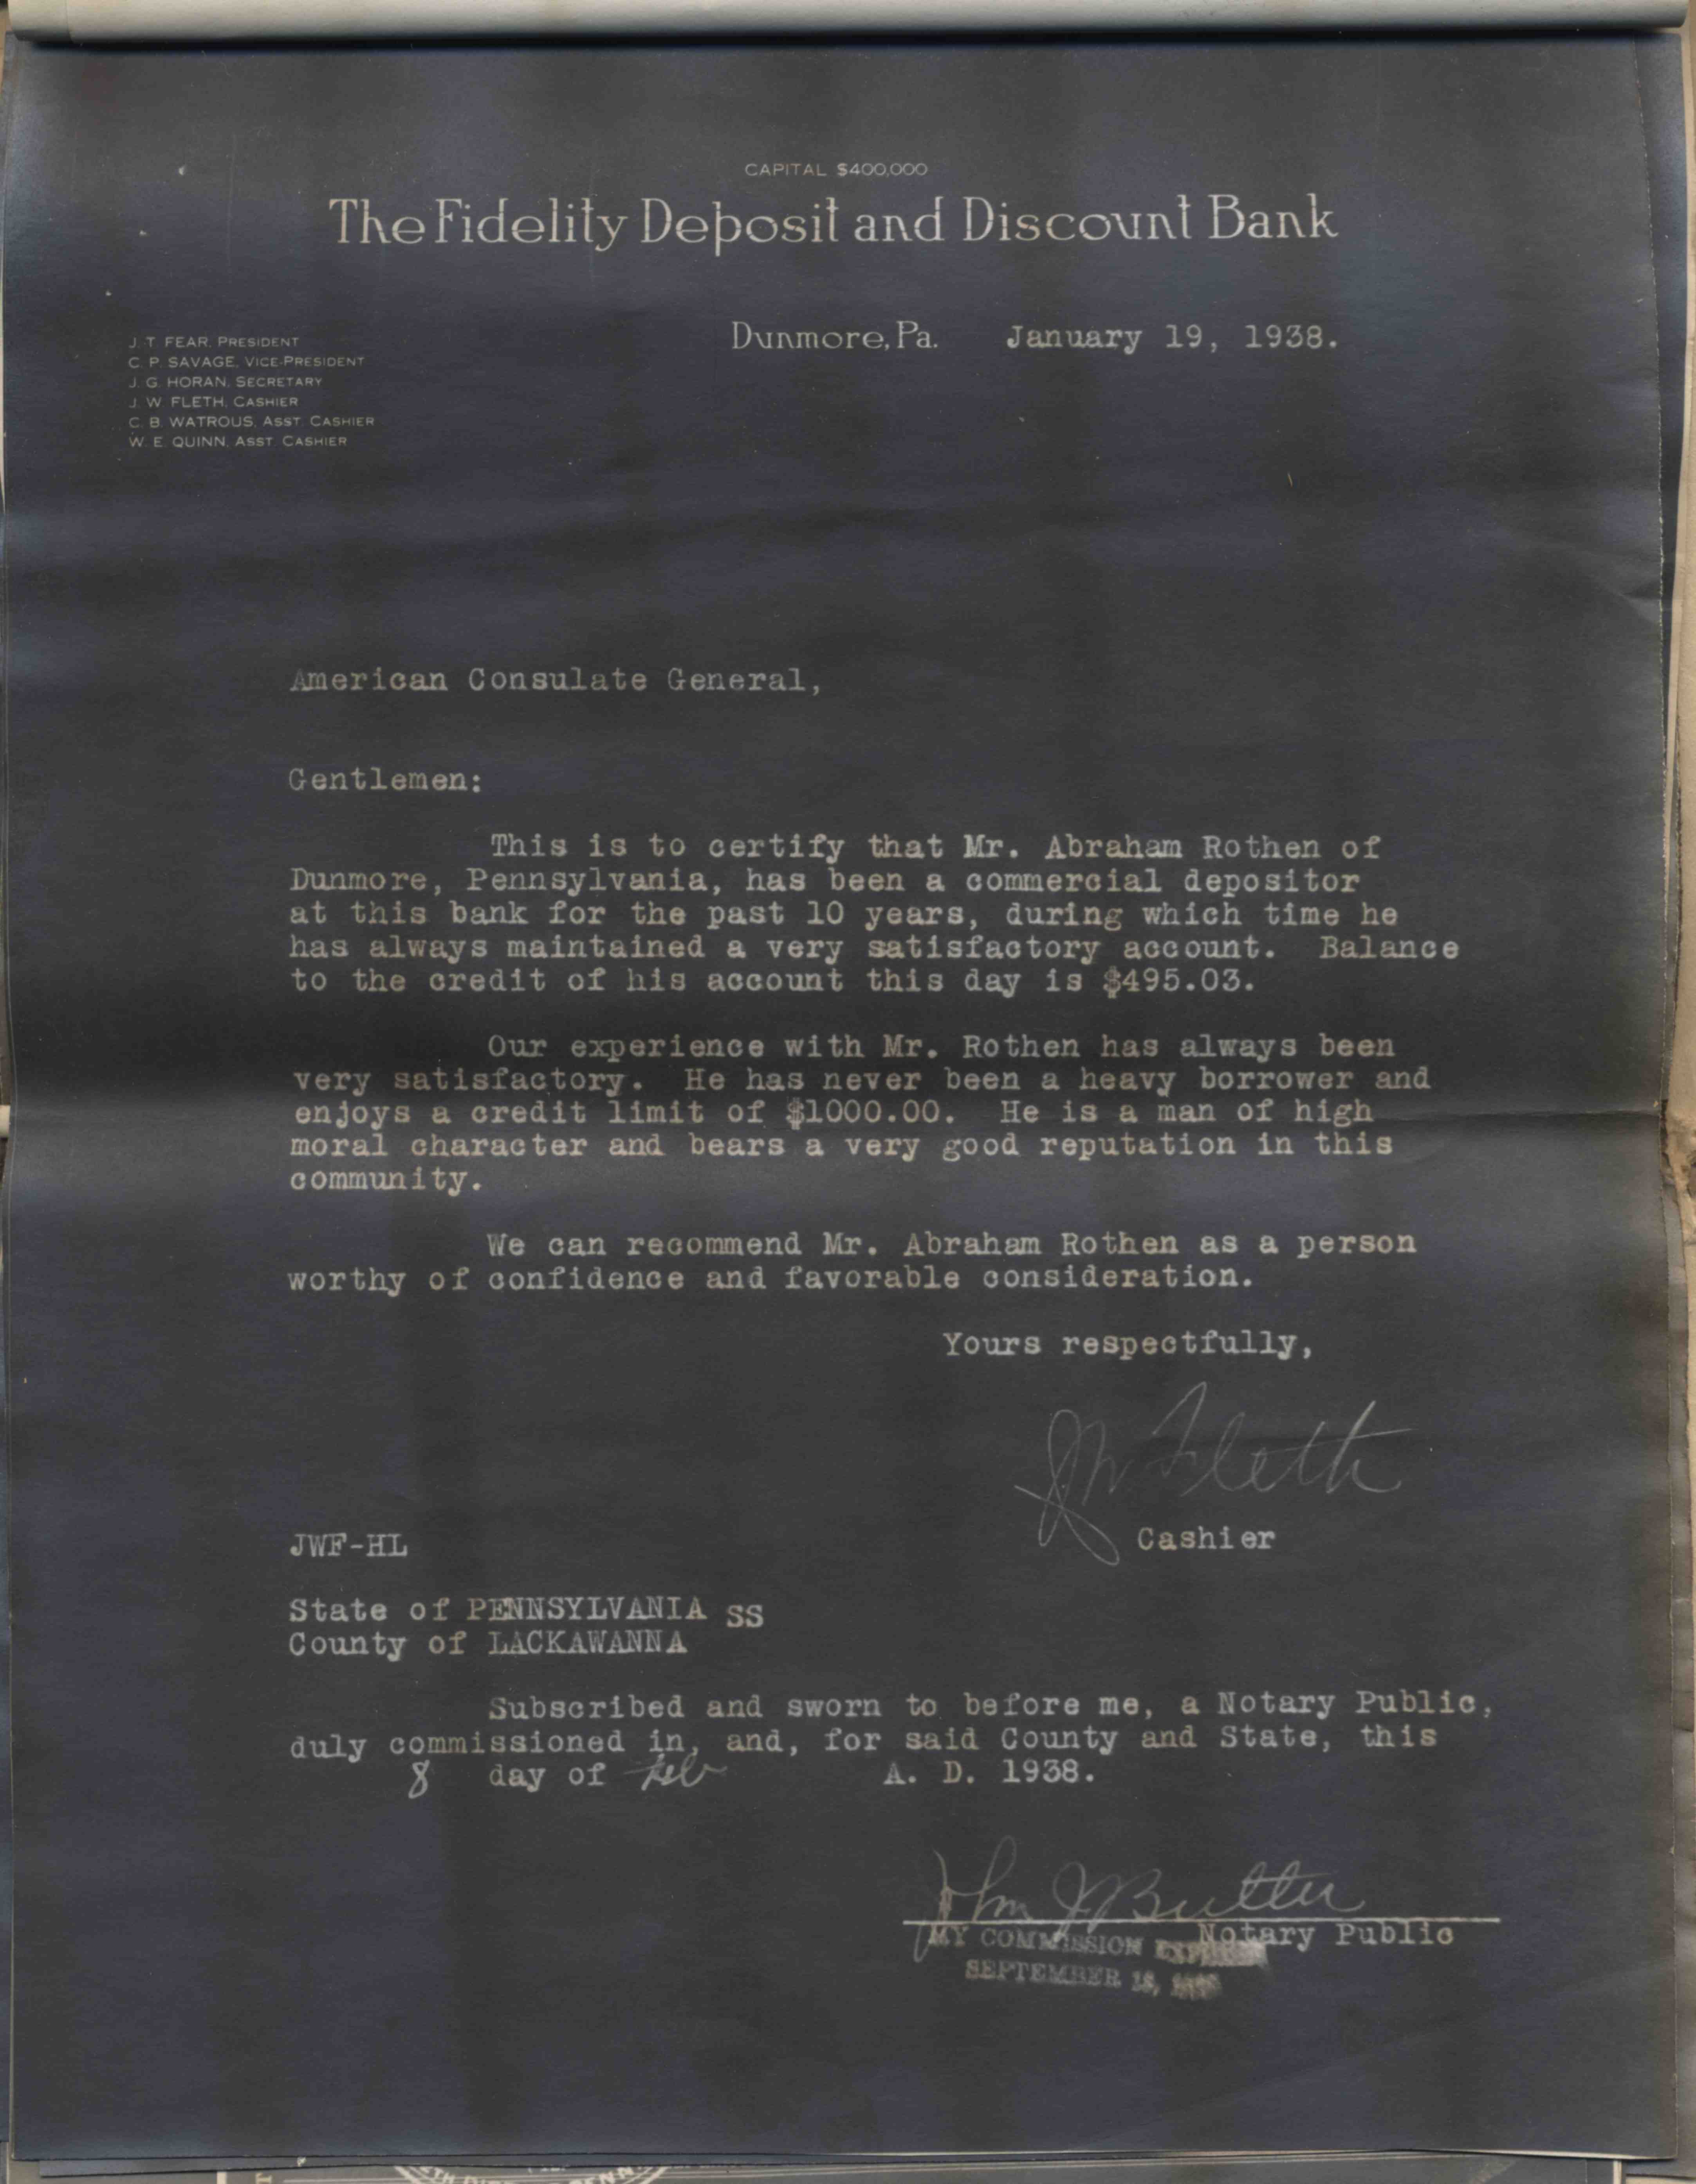 CAPITAL $400,000
The Fidelity Deposit and Discount Bank
Dunmore, Pa. January 19, 1938.
J. T. FEAR, PRESIDENT
C. P. SAVAGE, VICE-PRESIDENT
J. G. HORAN, SECRETARY
J. W. FLETH, CASHIER
C. B. WATROUS, ASST. CASHIER
W. E. QUINN, ASST. CASHIER
American Consulate General,
Gentlemen:
This is to certify that Mr. Abraham Rothen of
Dunmore, Pennsylvania, has been a commercial depositor
at this bank for the past 10 years, during which time he
has always maintained a very satisfactory account. Balance
to the credit of his account this day is $495.03.
Our experience with Mr. Rothen has always been
very satisfactory. He has never been a heavy borrower and
enjoys a credit limit of $1000.00. He is a man of high
moral character and bears a very good reputation in this
community.
We can recommend Mr. Abraham Rothen as a person
worthy of confidence and favorable consideration.
Yours respectfully,
JW Fleth
JWF-HL Cashier
State of PENNSYLVANIA SS
County of LACKAWANNA
Subscribed and sworn to before me, a Notary Public,
duly commissioned in, and, for said County and State, this
8 day of Feb A. D. 1938.
John J Butler
Notary Public
MY COMMISSION
SEPTEMBER